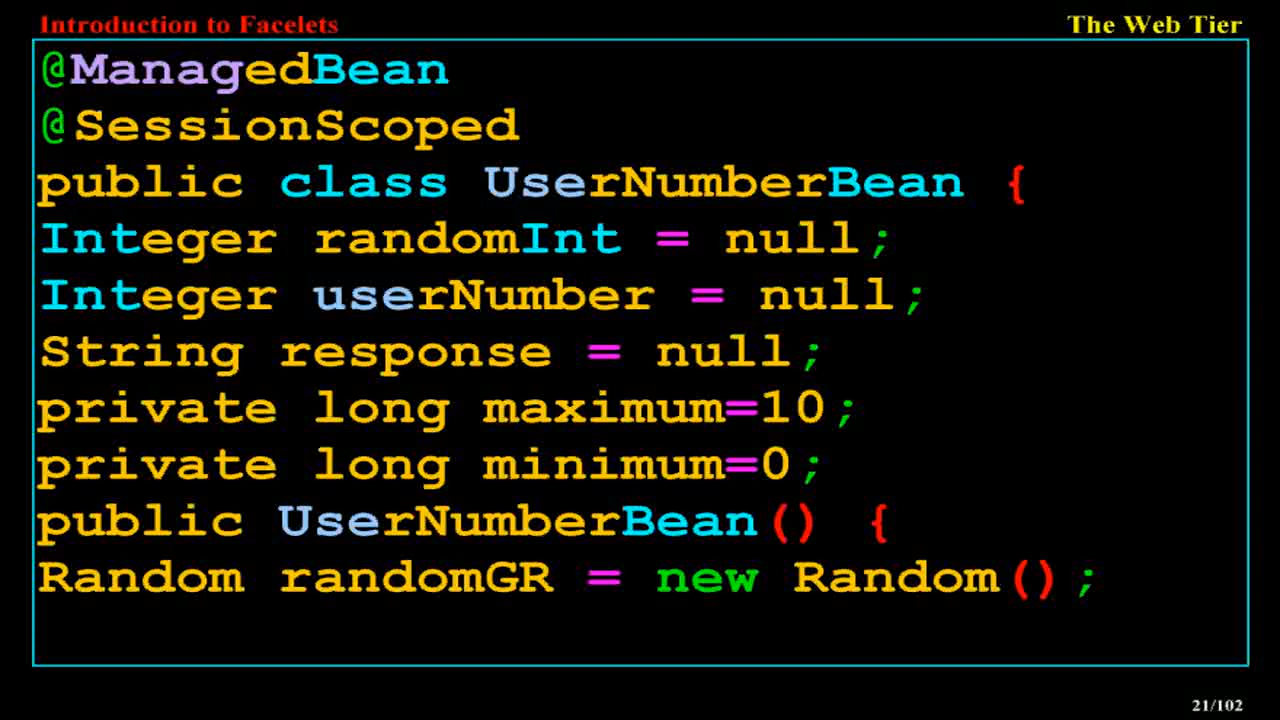 Introduction to Facelets
The Web Tier
@ManagedBean
@SessionScoped
public class UserNumberBean {
Integer randomInt = null;
Integer userNumber = null;
String response = null;
private long maximum=10;
private long minimum=0;
public UserNumberBean() {
Random randomGR = new Random();
21/102